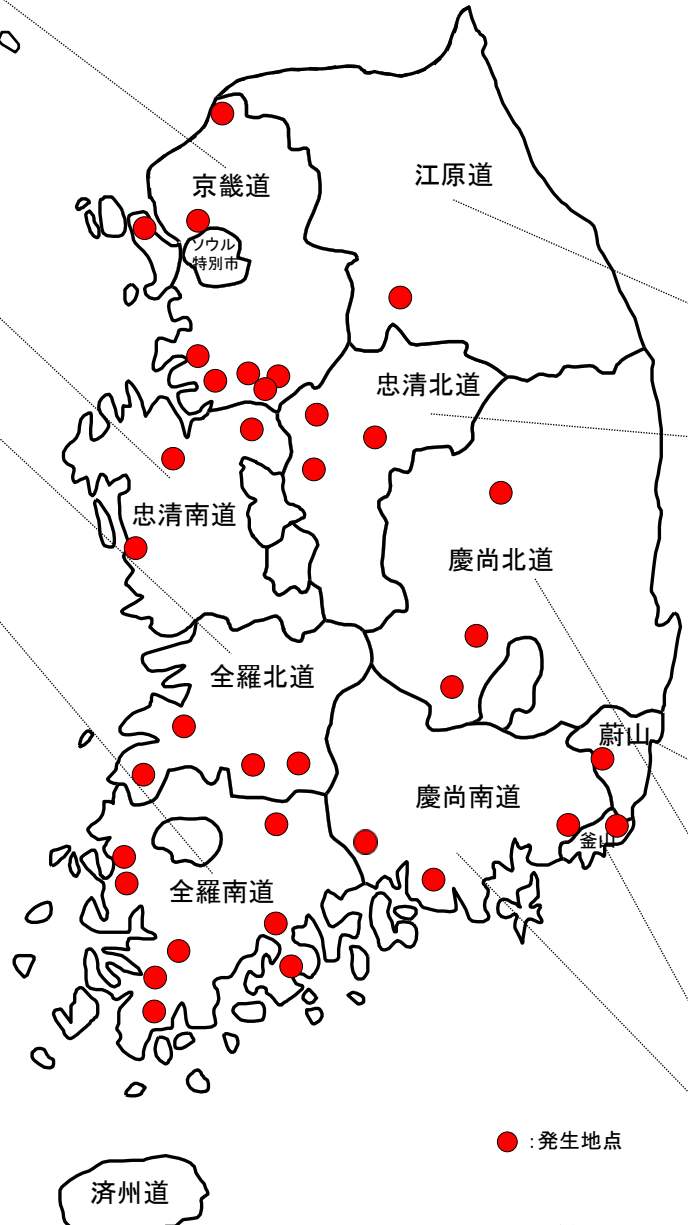 江原道
京畿道
ソウル
特別市
忠清北道
忠清南道
慶尚北道
全羅北道
蔚山
慶尚南道
釜山
全羅南道
:発生地点
済州道